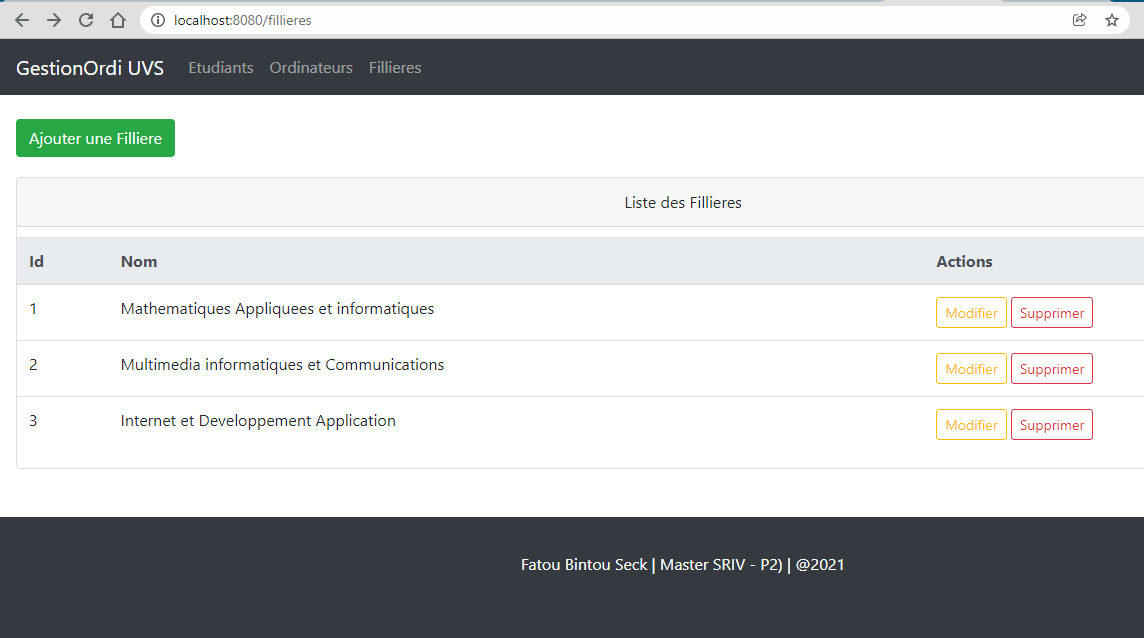 localhost:8080/fillieres
GestionOrdi UVS Etudiants Ordinateurs Fillieres
Ajouter une Filliere
Liste des Fillieres
Id Nom Actions
1 Mathematiques Appliquees et informatiques Modifier Supprimer
2 Multimedia informatiques et Communications Modifier Supprimer
3 Internet et Developpement Application Modifier Supprimer
Fatou Bintou Seck | Master SRIV - P2) | @2021